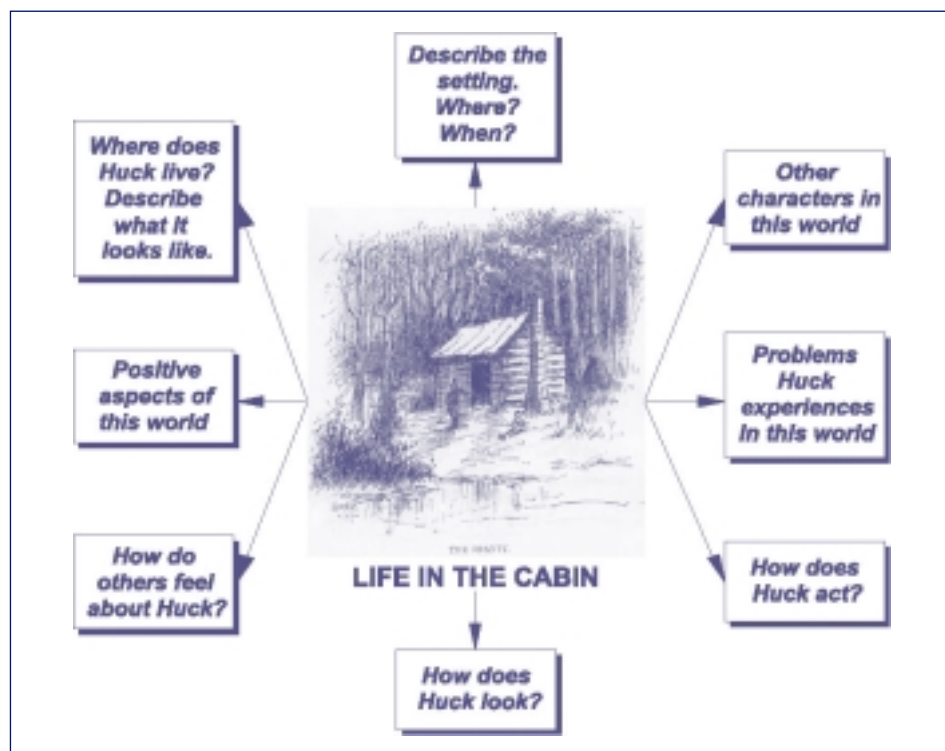 Describe the
setting.
Where?
When?
Where does
Huck live?
Describe
what it
looks like.
Other
characters in
this world
Positive
aspects of
this world
Problems
Huck
experiences
in this world
How do
others feel
about Huck?
How does
Huck act?
THE SHANTY.
LIFE IN THE CABIN
How does
Huck look?